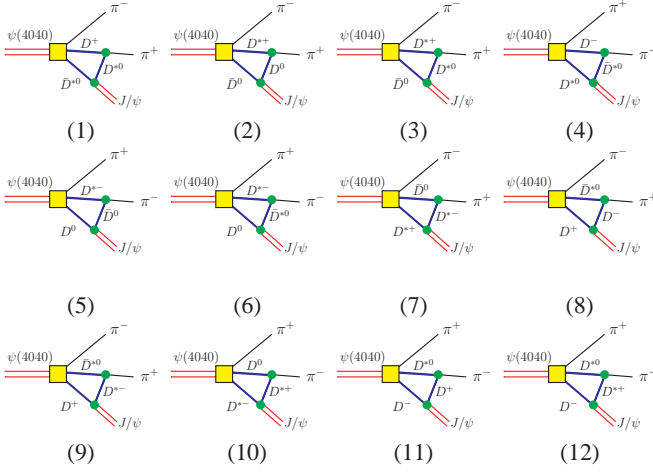 π⁻
ψ(4040)
D⁺
π⁺
D*⁰
D̄*⁰
J/ψ
(1)
π⁻
ψ(4040)
D*⁺
π⁺
D⁰
D̄⁰
J/ψ
(2)
π⁻
ψ(4040)
D*⁺
π⁺
D*⁰
D̄⁰
J/ψ
(3)
π⁺
ψ(4040)
D⁻
π⁻
D̄*⁰
D*⁰
J/ψ
(4)
π⁺
ψ(4040)
D*⁻
π⁻
D̄⁰
D⁰
J/ψ
(5)
π⁺
ψ(4040)
D*⁻
π⁻
D̄*⁰
D⁰
J/ψ
(6)
π⁻
ψ(4040)
D̄⁰
π⁺
D*⁻
D*⁺
J/ψ
(7)
π⁻
ψ(4040)
D̄*⁰
π⁺
D⁻
D⁺
J/ψ
(8)
π⁻
ψ(4040)
D̄*⁰
π⁺
D*⁻
D⁺
J/ψ
(9)
π⁺
ψ(4040)
D⁰
π⁻
D*⁺
D*⁻
J/ψ
(10)
π⁺
ψ(4040)
D*⁰
π⁻
D⁺
D⁻
J/ψ
(11)
π⁺
ψ(4040)
D*⁰
π⁻
D*⁺
D⁻
J/ψ
(12)